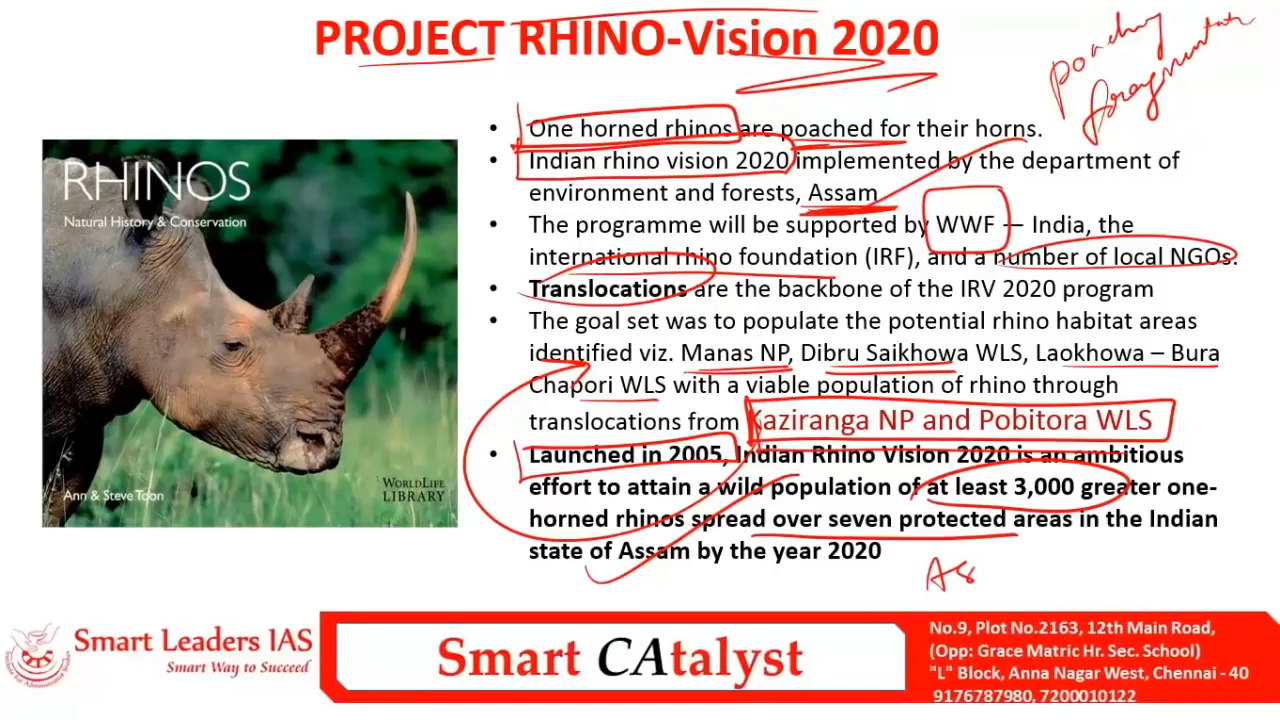 PROJECT RHINO-Vision 2020
poaching
fragmentation
RHINOS
Natural History & Conservation
Ann & Steve Toon
WORLDLIFE
LIBRARY
• One horned rhinos are poached for their horns.
• Indian rhino vision 2020 implemented by the department of
environment and forests, Assam
• The programme will be supported by WWF — India, the
international rhino foundation (IRF), and a number of local NGOs.
• Translocations are the backbone of the IRV 2020 program
• The goal set was to populate the potential rhino habitat areas
identified viz. Manas NP, Dibru Saikhowa WLS, Laokhowa – Bura
Chapori WLS with a viable population of rhino through
translocations from Kaziranga NP and Pobitora WLS
• Launched in 2005, Indian Rhino Vision 2020 is an ambitious
effort to attain a wild population of at least 3,000 greater one-
horned rhinos spread over seven protected areas in the Indian
state of Assam by the year 2020
As
Smart Leaders IAS
Smart Way to Succeed
Smart CAtalyst
No.9, Plot No.2163, 12th Main Road,
(Opp: Grace Matric Hr. Sec. School)
"L" Block, Anna Nagar West, Chennai - 40
9176787980, 7200010122